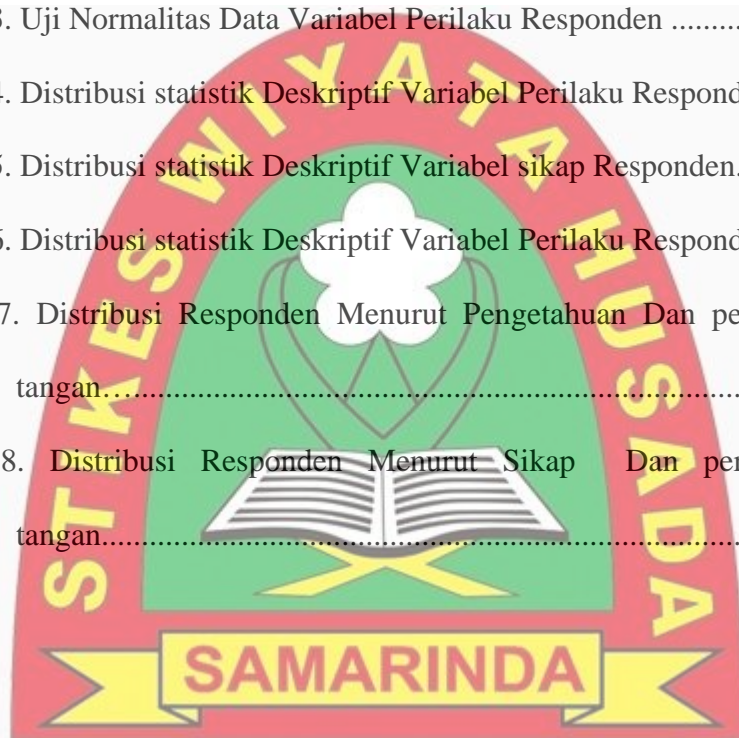 3. Uji Normalitas Data Variabel Perilaku Responden .........
4. Distribusi statistik Deskriptif Variabel Perilaku Respond
5. Distribusi statistik Deskriptif Variabel sikap Responden.
6. Distribusi statistik Deskriptif Variabel Perilaku Respond
7. Distribusi Responden Menurut Pengetahuan Dan pe
tangan…...............................................................................
8. Distribusi Responden Menurut Sikap Dan per
tangan...................................................................................
STIKES WIYATA HUSADA
SAMARINDA